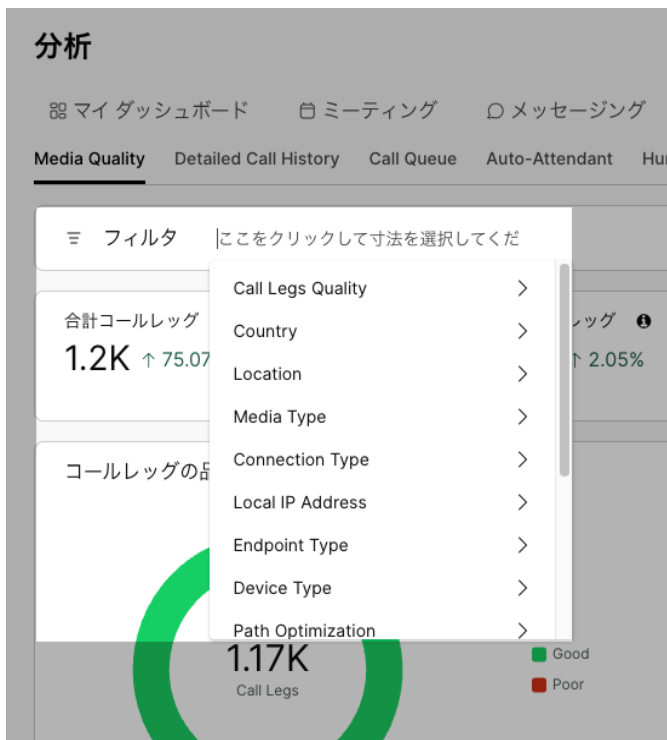 分析
マイ ダッシュボード ミーティング メッセージング
Media Quality Detailed Call History Call Queue Auto-Attendant
フィルタ ここをクリックして寸法を選択してくだ
合計コールレッグ
1.2K ↑ 75.07
レッグ
↑ 2.05%
Call Legs Quality
Country
Location
Media Type
Connection Type
Local IP Address
Endpoint Type
Device Type
Path Optimization
コールレッグの品
1.17K
Call Legs
Good
Poor